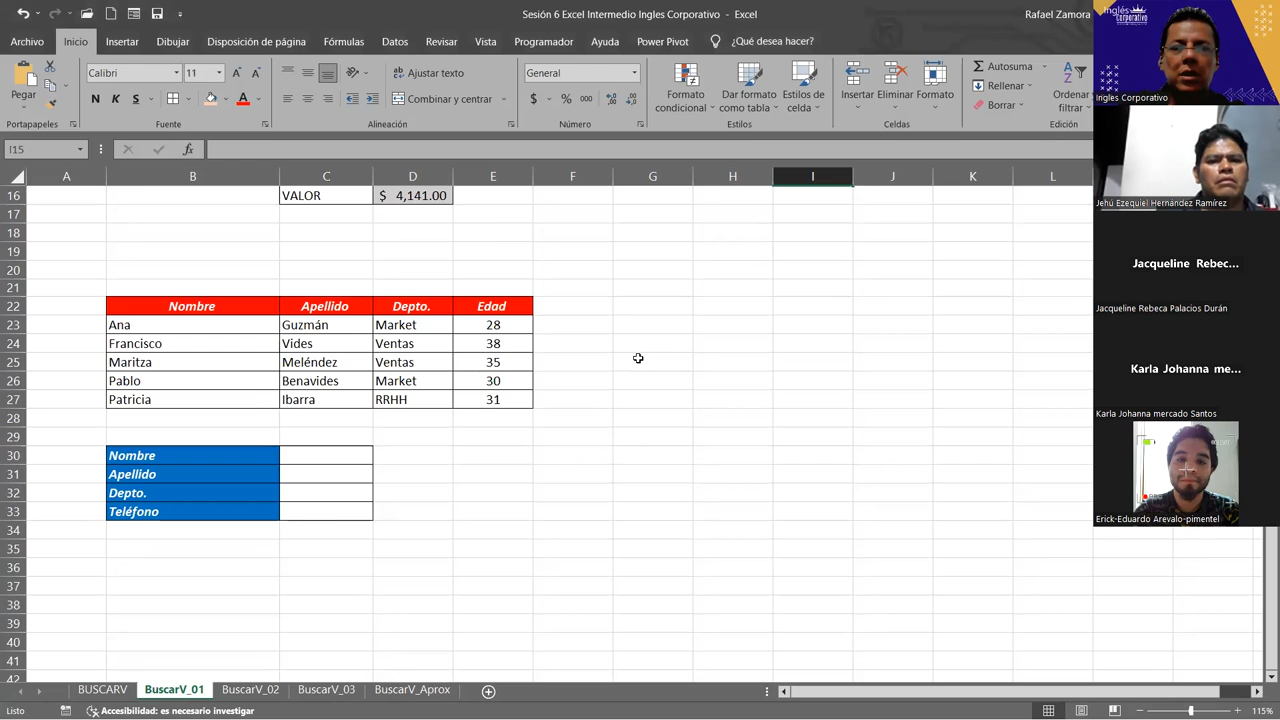 Sesión 6 Excel Intermedio Ingles Corporativo - Excel
Rafael Zamora
Archivo Inicio Insertar Dibujar Disposición de página Fórmulas Datos Revisar Vista Programador Ayuda Power Pivot ¿Qué desea hacer?
Pegar
Calibri 11
N K S
Ajustar texto
Combinar y centrar
General
$ % 000
Formato condicional
Dar formato como tabla
Estilos de celda
Insertar Eliminar Formato
Autosuma
Rellenar
Borrar
Ordenar filtrar
Portapapeles Fuente Alineación Número Estilos Celdas Edición
I15 fx
A B C D E F G H I J K L
16 VALOR $ 4,141.00
17
18
19
20
21
22 Nombre Apellido Depto. Edad
23 Ana Guzmán Market 28
24 Francisco Vides Ventas 38
25 Maritza Meléndez Ventas 35
26 Pablo Benavides Market 30
27 Patricia Ibarra RRHH 31
28
29
30 Nombre
31 Apellido
32 Depto.
33 Teléfono
34
35
36
37
38
39
40
41
42
BUSCARV BuscarV_01 BuscarV_02 BuscarV_03 BuscarV_Aprox
Listo Accesibilidad: es necesario investigar 115%
Inglés Corporativo
Ingles Corporativo
Jehú Ezequiel Hernández Ramírez
Jacqueline Rebec...
Jacqueline Rebeca Palacios Durán
Karla Johanna me...
Karla Johanna mercado Santos
Erick-Eduardo Arevalo-pimentel